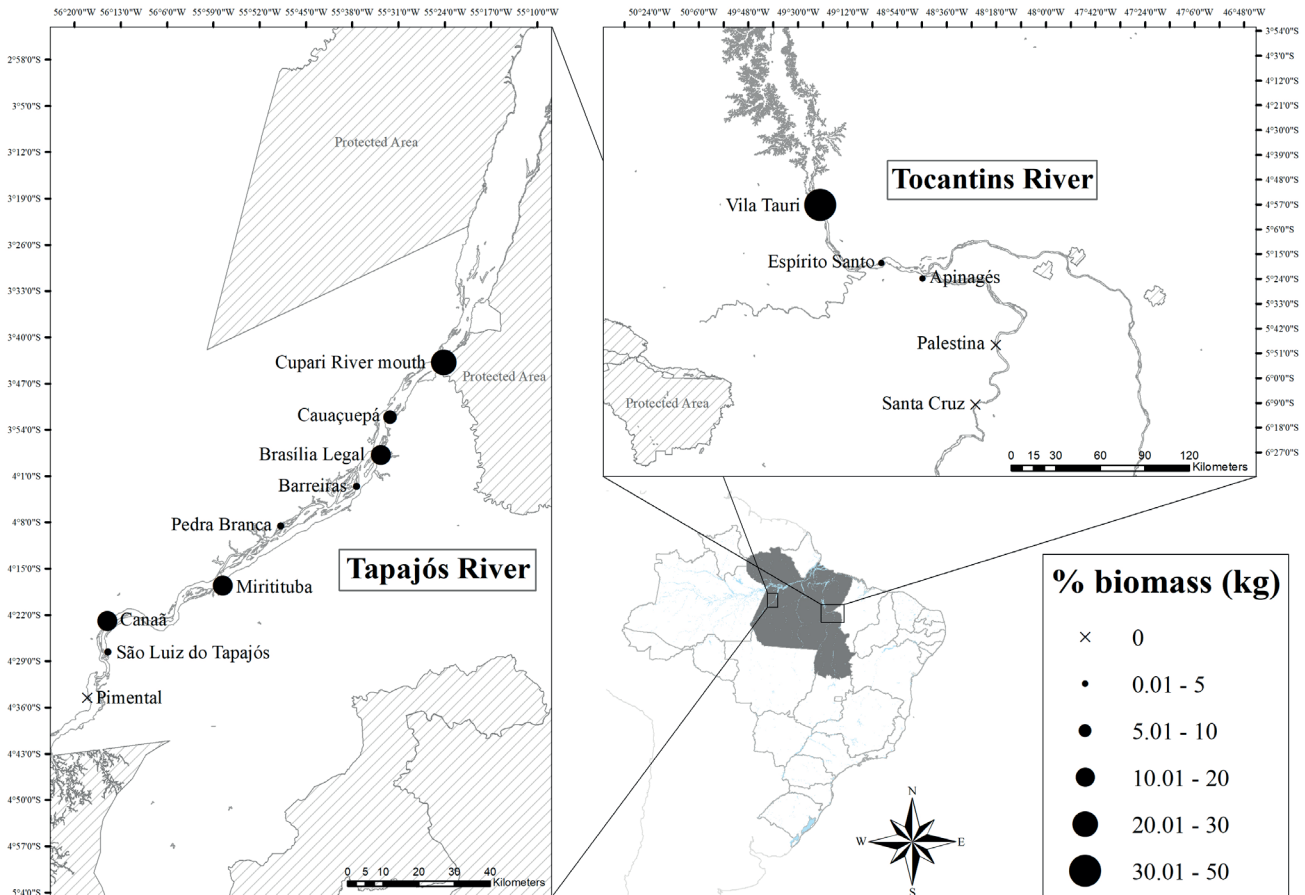 56°20'0"W 56°13'0"W 56°6'0"W 55°59'0"W 55°52'0"W 55°45'0"W 55°38'0"W 55°31'0"W 55°24'0"W 55°17'0"W 55°10'0"W
2°58'0"S
3°5'0"S
3°12'0"S
3°19'0"S
3°26'0"S
3°33'0"S
3°40'0"S
3°47'0"S
3°54'0"S
4°1'0"S
4°8'0"S
4°15'0"S
4°22'0"S
4°29'0"S
4°36'0"S
4°43'0"S
4°50'0"S
4°57'0"S
5°4'0"S
Protected Area
Cupari River mouth
Protected Area
Cauaçuepá
Brasília Legal
Barreiras
Pedra Branca
Tapajós River
Miritituba
Canaã
São Luiz do Tapajós
Pimental
0 5 10 20 30 40
Kilometers
50°24'0"W 50°6'0"W 49°48'0"W 49°30'0"W 49°12'0"W 48°54'0"W 48°36'0"W 48°18'0"W 48°0'0"W 47°42'0"W 47°24'0"W 47°6'0"W 46°48'0"W
3°54'0"S
4°3'0"S
4°12'0"S
4°21'0"S
4°30'0"S
4°39'0"S
4°48'0"S
4°57'0"S
5°6'0"S
5°15'0"S
5°24'0"S
5°33'0"S
5°42'0"S
5°51'0"S
6°0'0"S
6°9'0"S
6°18'0"S
6°27'0"S
Tocantins River
Vila Tauri
Espírito Santo
Apinagés
Palestina
Santa Cruz
Protected Area
0 15 30 60 90 120
Kilometers
N
W E
S
% biomass (kg)
0
0.01 - 5
5.01 - 10
10.01 - 20
20.01 - 30
30.01 - 50